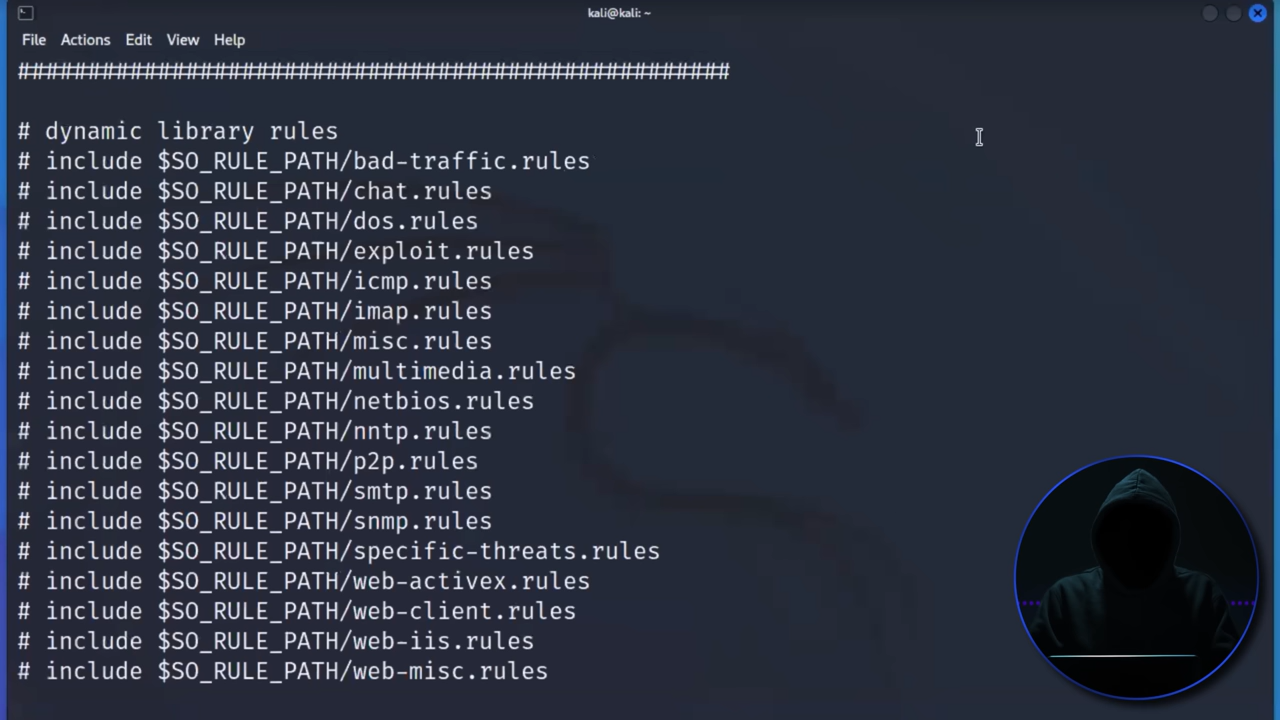 kali@kali: ~
File Actions Edit View Help
###################################################
# dynamic library rules
# include $SO_RULE_PATH/bad-traffic.rules
# include $SO_RULE_PATH/chat.rules
# include $SO_RULE_PATH/dos.rules
# include $SO_RULE_PATH/exploit.rules
# include $SO_RULE_PATH/icmp.rules
# include $SO_RULE_PATH/imap.rules
# include $SO_RULE_PATH/misc.rules
# include $SO_RULE_PATH/multimedia.rules
# include $SO_RULE_PATH/netbios.rules
# include $SO_RULE_PATH/nntp.rules
# include $SO_RULE_PATH/p2p.rules
# include $SO_RULE_PATH/smtp.rules
# include $SO_RULE_PATH/snmp.rules
# include $SO_RULE_PATH/specific-threats.rules
# include $SO_RULE_PATH/web-activex.rules
# include $SO_RULE_PATH/web-client.rules
# include $SO_RULE_PATH/web-iis.rules
# include $SO_RULE_PATH/web-misc.rules